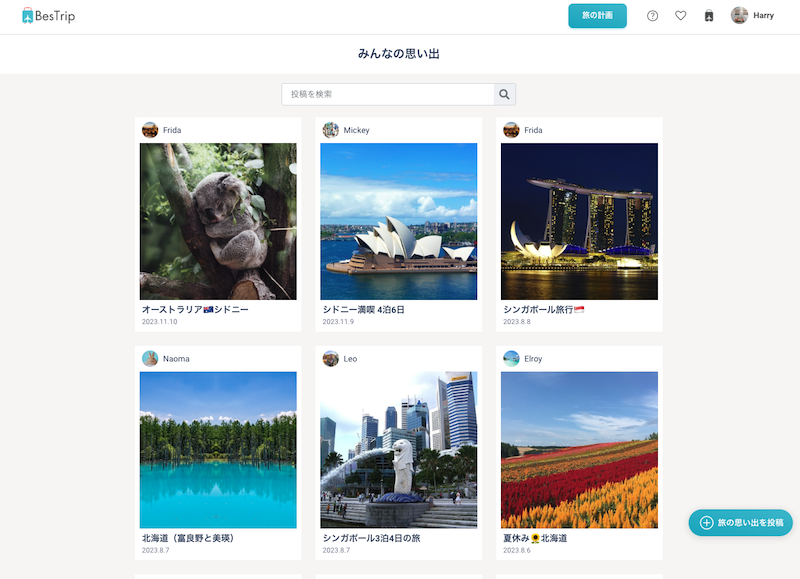 BesTrip
旅の計画
Harry
みんなの思い出
投稿を検索
Frida
Mickey
Frida
オーストラリア🇦🇺シドニー
2023.11.10
シドニー満喫 4泊6日
2023.11.9
シンガポール旅行🇸🇬
2023.8.8
Naoma
Leo
Elroy
北海道（富良野と美瑛）
2023.8.7
シンガポール3泊4日の旅
2023.8.7
夏休み🌻北海道
2023.8.6
旅の思い出を投稿